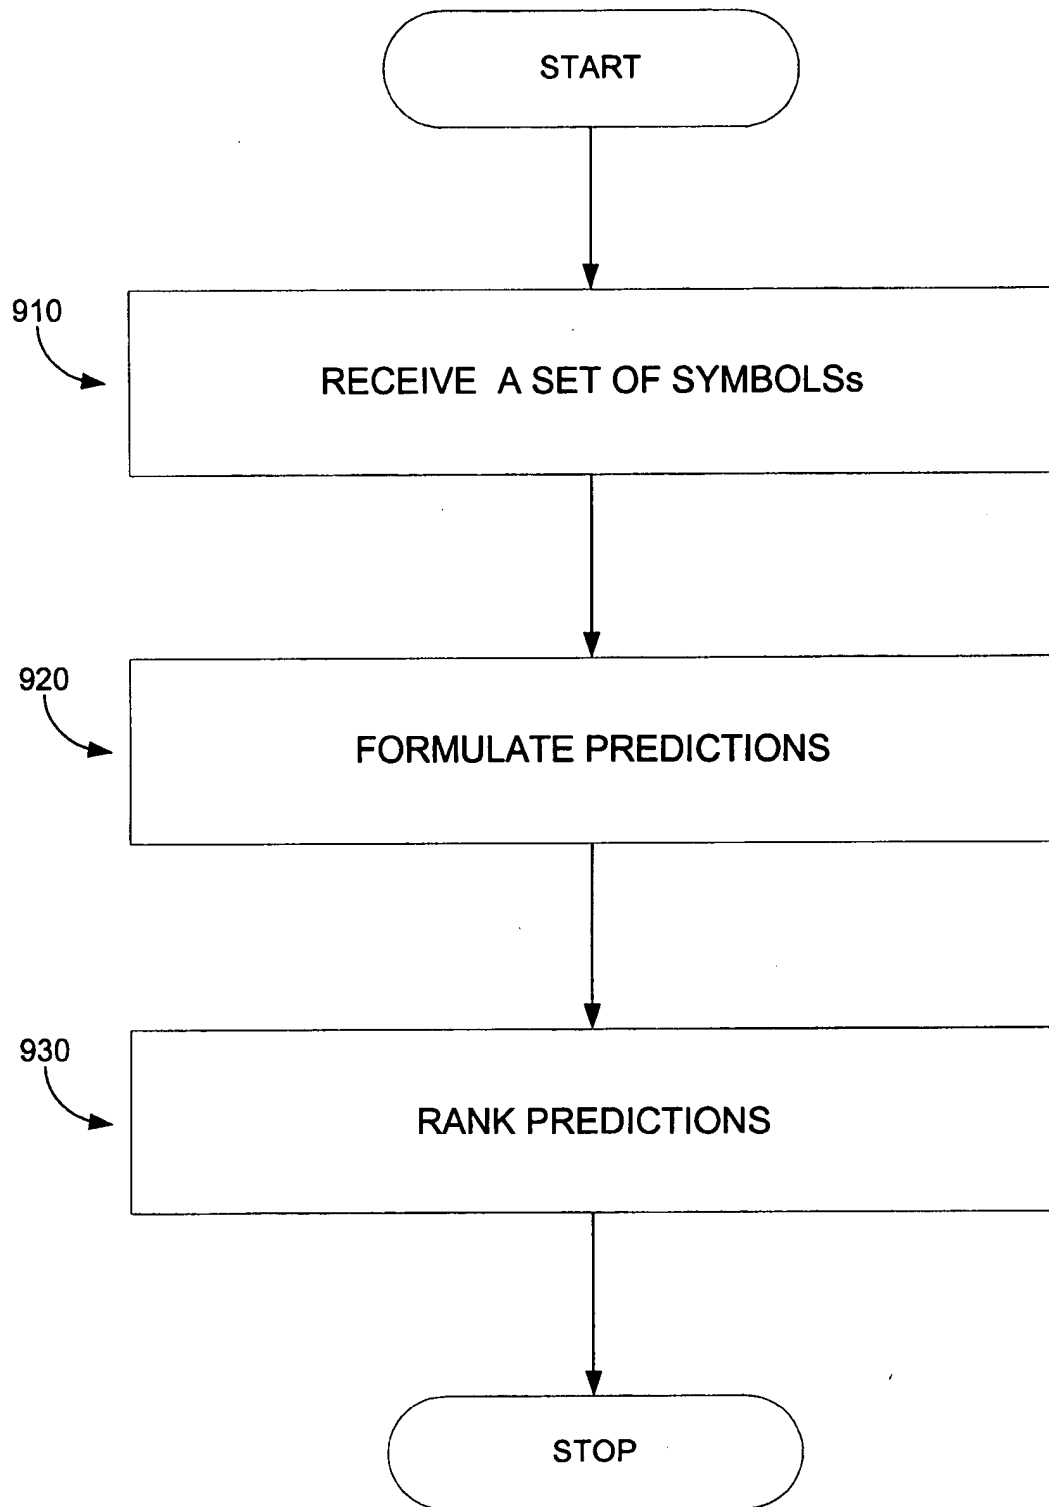 START
910
RECEIVE A SET OF SYMBOLSs
920
FORMULATE PREDICTIONS
930
RANK PREDICTIONS
STOP